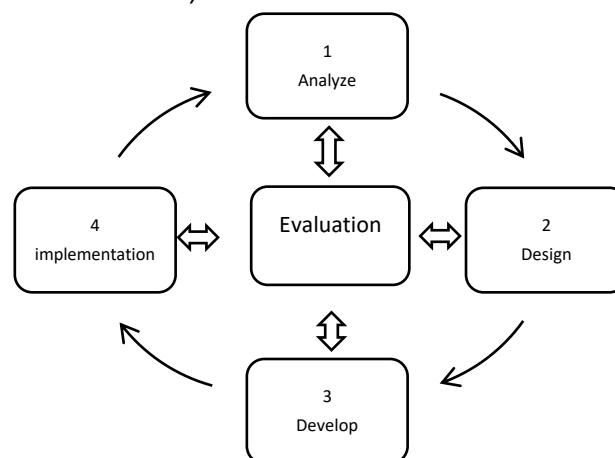 )
1
Analyze
4
implementation
Evaluation
2
Design
3
Develop